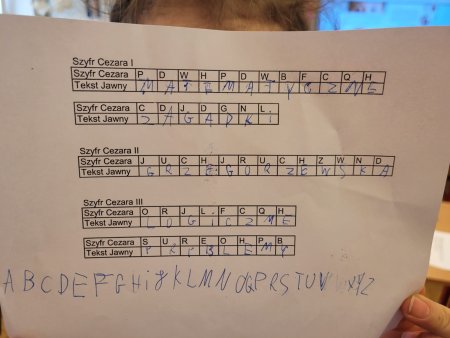 Szyfr Cezara I
Szyfr Cezara P D W H P D W B F C Q H
Tekst Jawny M A T E M A T Y C Z N E
Szyfr Cezara C D J D G N L
Tekst Jawny Z A G A D K i
Szyfr Cezara II
Szyfr Cezara J U C H J R U C H Z W N D
Tekst Jawny G R Z E G O R Z E W S K A
Szyfr Cezara III
Szyfr Cezara O R J L F C Q H
Tekst Jawny L O G i C Z N E
Szyfr Cezara S U R E O H P B
Tekst Jawny P R O B L E M Y
A B C D E F G H i J K L M N O Q P R S T U V W X Y Z